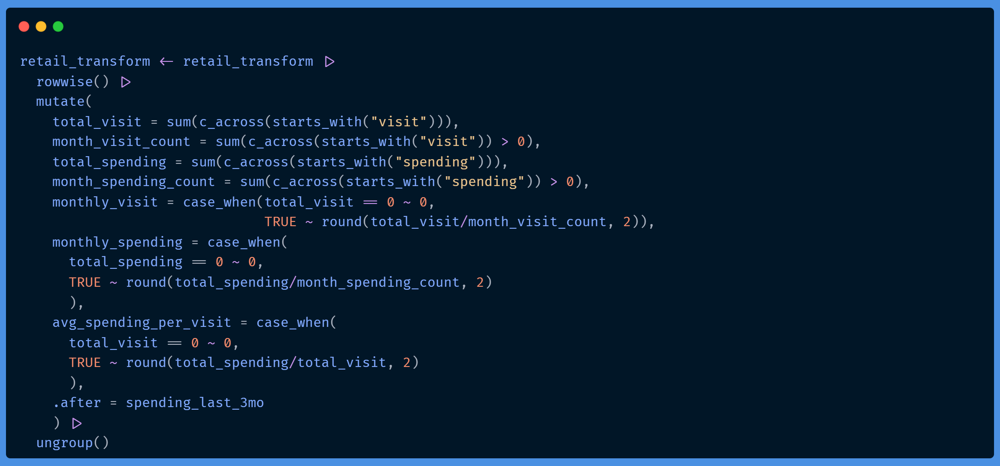 retail_transform <- retail_transform |>
  rowwise() |>
  mutate(
    total_visit = sum(c_across(starts_with("visit"))),
    month_visit_count = sum(c_across(starts_with("visit")) > 0),
    total_spending = sum(c_across(starts_with("spending"))),
    month_spending_count = sum(c_across(starts_with("spending")) > 0),
    monthly_visit = case_when(total_visit == 0 ~ 0,
                              TRUE ~ round(total_visit/month_visit_count, 2)),
    monthly_spending = case_when(
      total_spending == 0 ~ 0,
      TRUE ~ round(total_spending/month_spending_count, 2)
      ),
    avg_spending_per_visit = case_when(
      total_visit == 0 ~ 0,
      TRUE ~ round(total_spending/total_visit, 2)
      ),
    .after = spending_last_3mo
    ) |>
  ungroup()